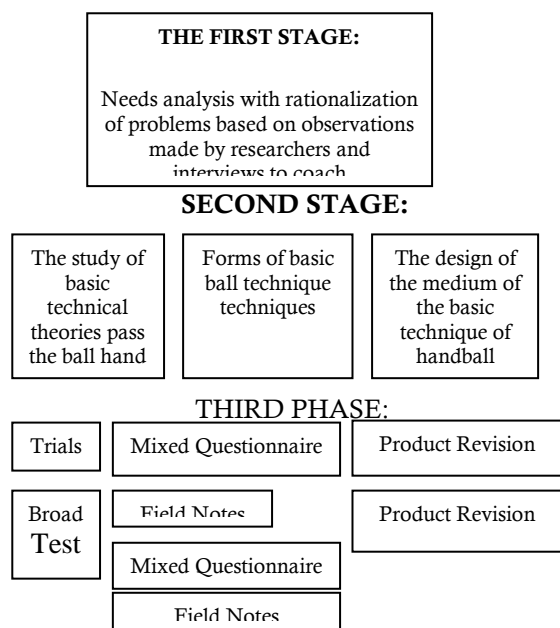 THE FIRST STAGE:
Needs analysis with rationalization
of problems based on observations
made by researchers and
interviews to coach
SECOND STAGE:
The study of
basic
technical
theories pass
the ball hand
Forms of basic
ball technique
techniques
The design of
the medium of
the basic
technique of
handball
THIRD PHASE:
Trials
Mixed Questionnaire
Product Revision
Broad
Test
Field Notes
Product Revision
Mixed Questionnaire
Field Notes